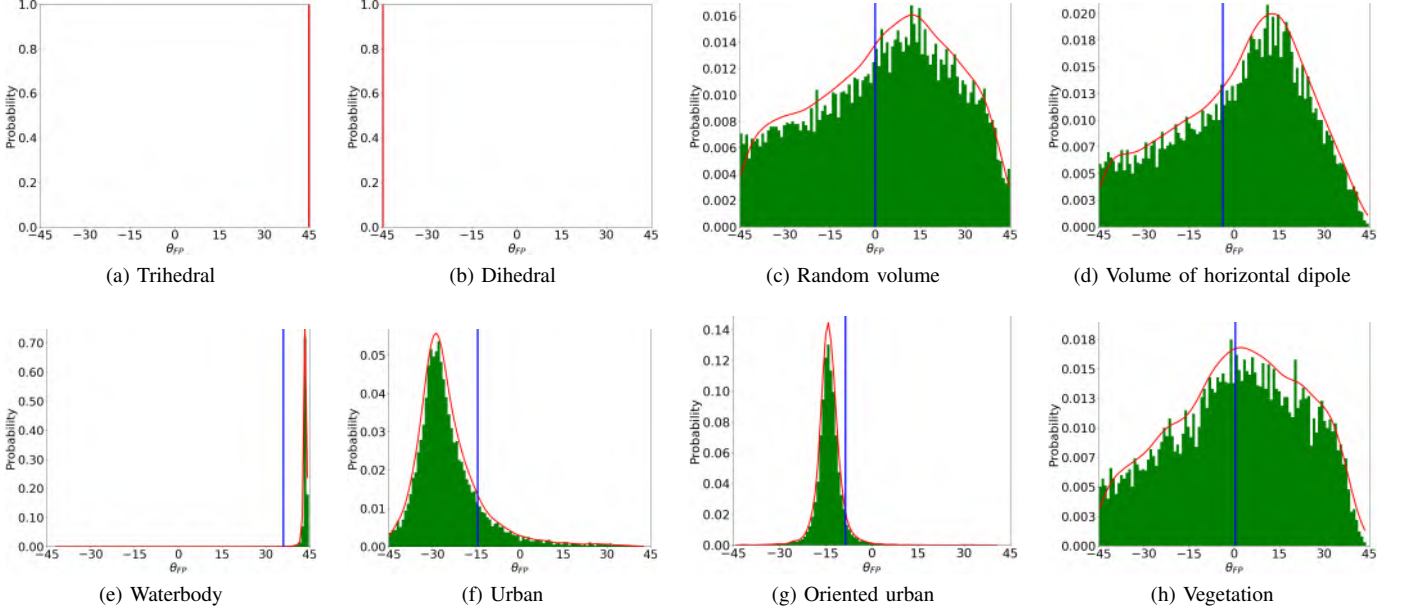 1.0
0.8
0.6
0.4
0.2
0.0
Probability
−45 −30 −15 0 15 30 45
θFP
(a) Trihedral
1.0
0.8
0.6
0.4
0.2
0.0
Probability
−45 −30 −15 0 15 30 45
θFP
(b) Dihedral
0.016
0.014
0.012
0.010
0.008
0.006
0.004
0.002
0.000
Probability
−45 −30 −15 0 15 30 45
θFP
(c) Random volume
0.020
0.018
0.015
0.013
0.010
0.007
0.005
0.003
0.000
Probability
−45 −30 −15 0 15 30 45
θFP
(d) Volume of horizontal dipole
0.70
0.60
0.50
0.40
0.30
0.20
0.10
0.00
Probability
−45 −30 −15 0 15 30 45
θFP
(e) Waterbody
0.05
0.04
0.03
0.02
0.01
0.00
Probability
−45 −30 −15 0 15 30 45
θFP
(f) Urban
0.14
0.12
0.10
0.08
0.06
0.04
0.02
0.00
Probability
−45 −30 −15 0 15 30 45
θFP
(g) Oriented urban
0.018
0.015
0.013
0.010
0.007
0.005
0.003
0.000
Probability
−45 −30 −15 0 15 30 45
θFP
(h) Vegetation